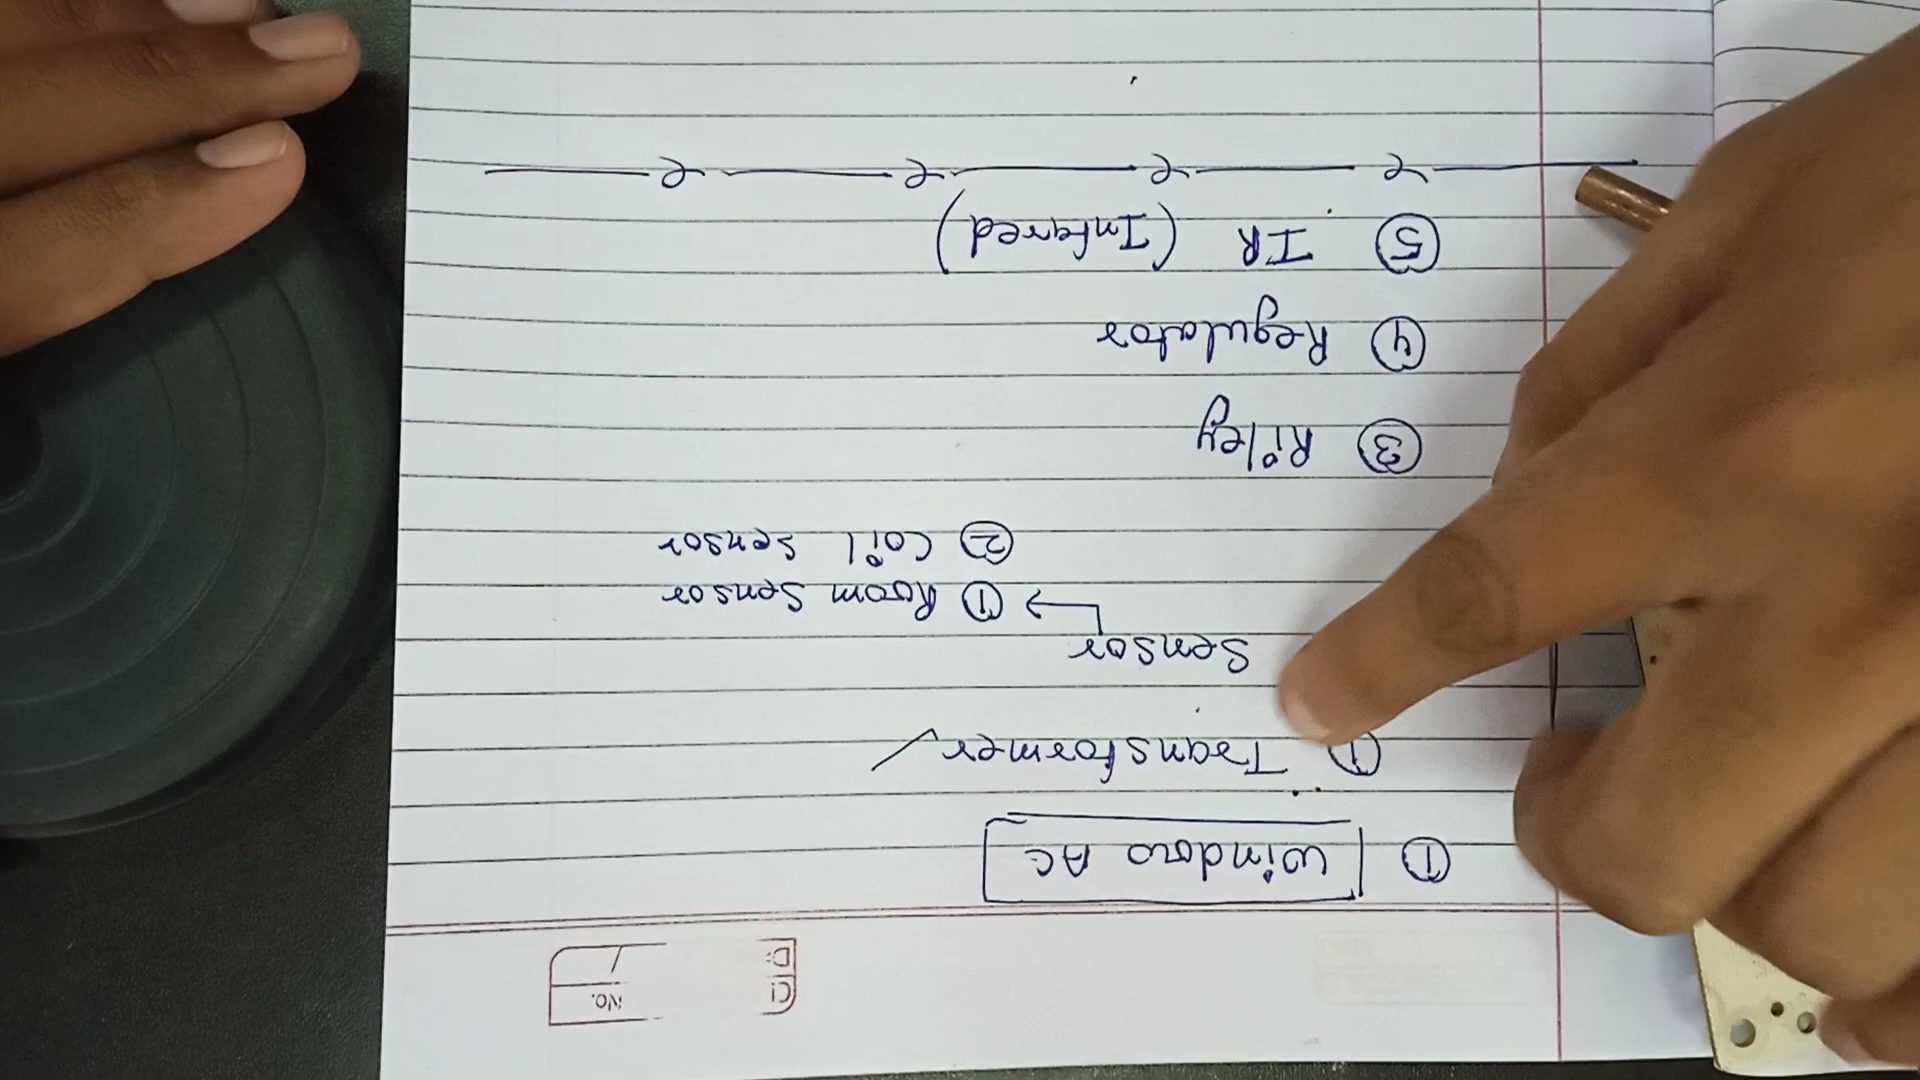 No.
① Window AC
① Transformer ✓
Sensor
→ ① Room Sensor
② Coil Sensor
③ Riley
④ Regulator
⑤ IR (Infared)